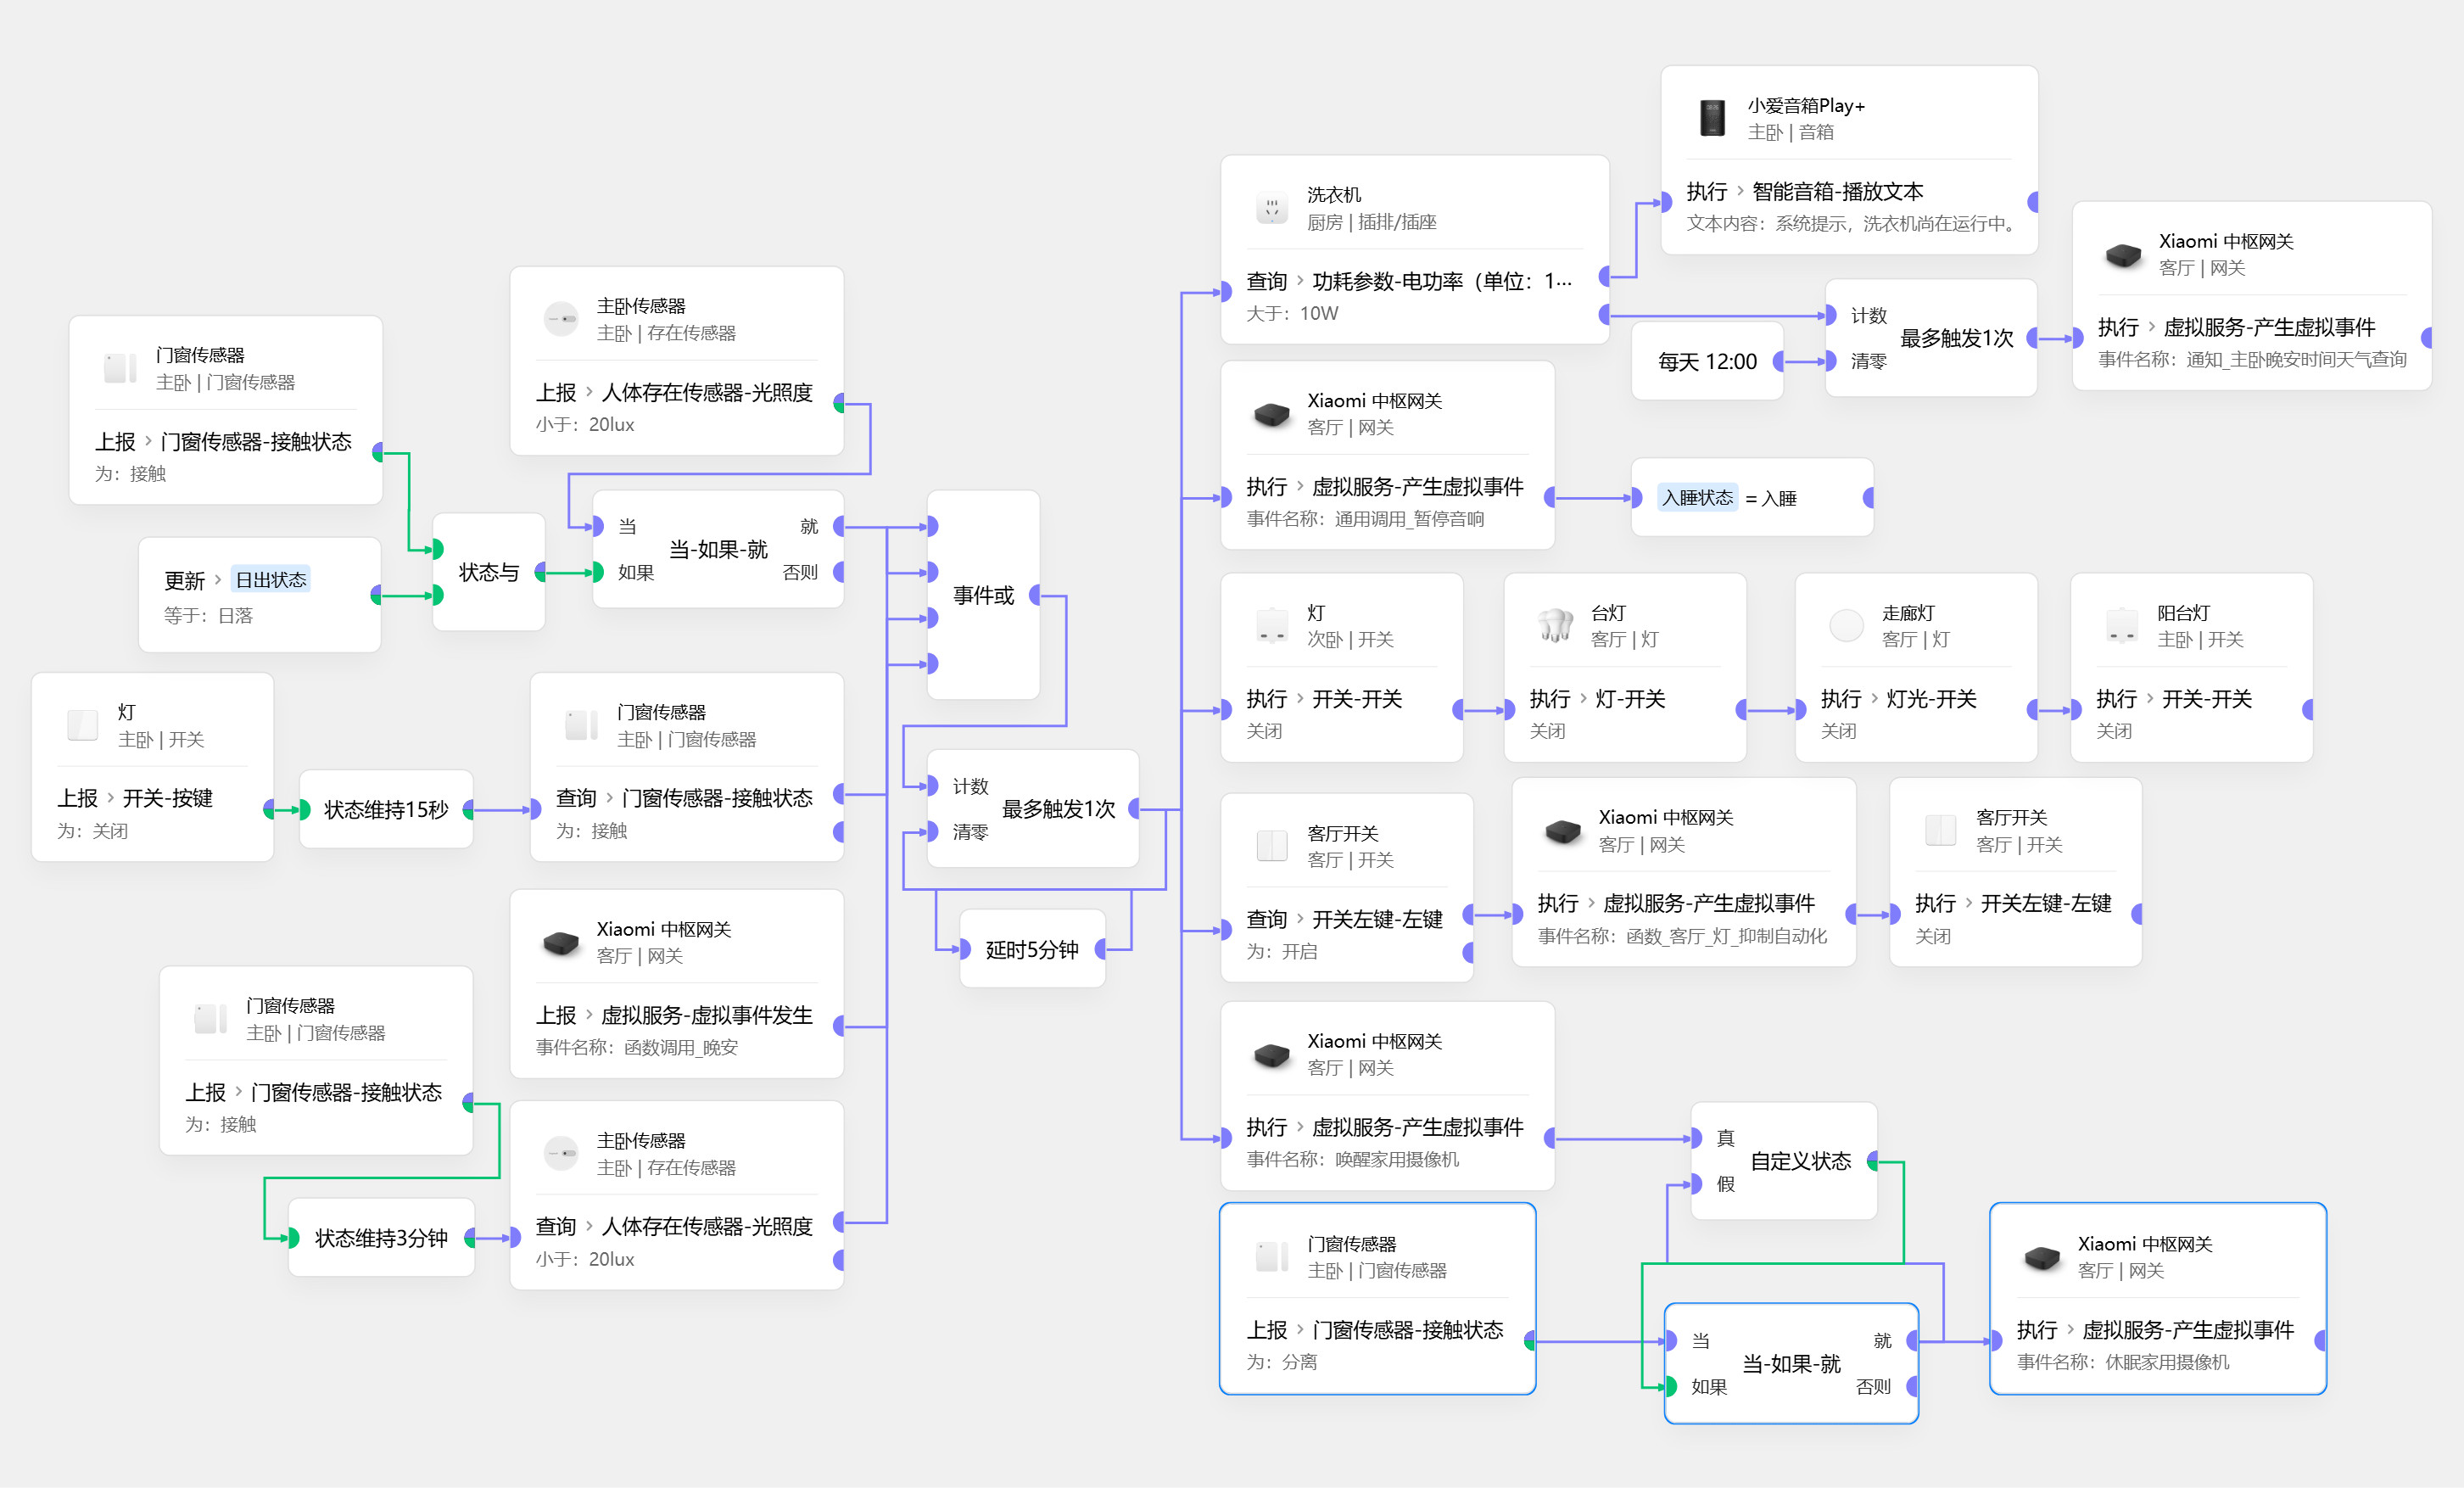 小爱音箱Play+
主卧 | 音箱
执行 › 智能音箱-播放文本
文本内容：系统提示，洗衣机尚在运行中。
洗衣机
厨房 | 插排/插座
查询 › 功耗参数-电功率（单位：1···
大于：10W
Xiaomi 中枢网关
客厅 | 网关
执行 › 虚拟服务-产生虚拟事件
事件名称：通知_主卧晚安时间天气查询
计数
最多触发1次
清零
每天 12:00
主卧传感器
主卧 | 存在传感器
上报 › 人体存在传感器-光照度
小于：20lux
门窗传感器
主卧 | 门窗传感器
上报 › 门窗传感器-接触状态
为：接触
Xiaomi 中枢网关
客厅 | 网关
执行 › 虚拟服务-产生虚拟事件
事件名称：通用调用_暂停音响
入睡状态 = 入睡
更新 › 日出状态
等于：日落
状态与
当
就
当-如果-就
如果
否则
事件或
灯
次卧 | 开关
执行 › 开关-开关
关闭
台灯
客厅 | 灯
执行 › 灯-开关
关闭
走廊灯
客厅 | 灯
执行 › 灯光-开关
关闭
阳台灯
主卧 | 开关
执行 › 开关-开关
关闭
灯
主卧 | 开关
上报 › 开关-按键
为：关闭
状态维持15秒
门窗传感器
主卧 | 门窗传感器
查询 › 门窗传感器-接触状态
为：接触
计数
最多触发1次
清零
延时5分钟
客厅开关
客厅 | 开关
查询 › 开关左键-左键
为：开启
Xiaomi 中枢网关
客厅 | 网关
执行 › 虚拟服务-产生虚拟事件
事件名称：函数_客厅_灯_抑制自动化
客厅开关
客厅 | 开关
执行 › 开关左键-左键
关闭
Xiaomi 中枢网关
客厅 | 网关
上报 › 虚拟服务-虚拟事件发生
事件名称：函数调用_晚安
门窗传感器
主卧 | 门窗传感器
上报 › 门窗传感器-接触状态
为：接触
状态维持3分钟
主卧传感器
主卧 | 存在传感器
查询 › 人体存在传感器-光照度
小于：20lux
Xiaomi 中枢网关
客厅 | 网关
执行 › 虚拟服务-产生虚拟事件
事件名称：唤醒家用摄像机
真
自定义状态
假
门窗传感器
主卧 | 门窗传感器
上报 › 门窗传感器-接触状态
为：分离
当
就
当-如果-就
如果
否则
Xiaomi 中枢网关
客厅 | 网关
执行 › 虚拟服务-产生虚拟事件
事件名称：休眠家用摄像机